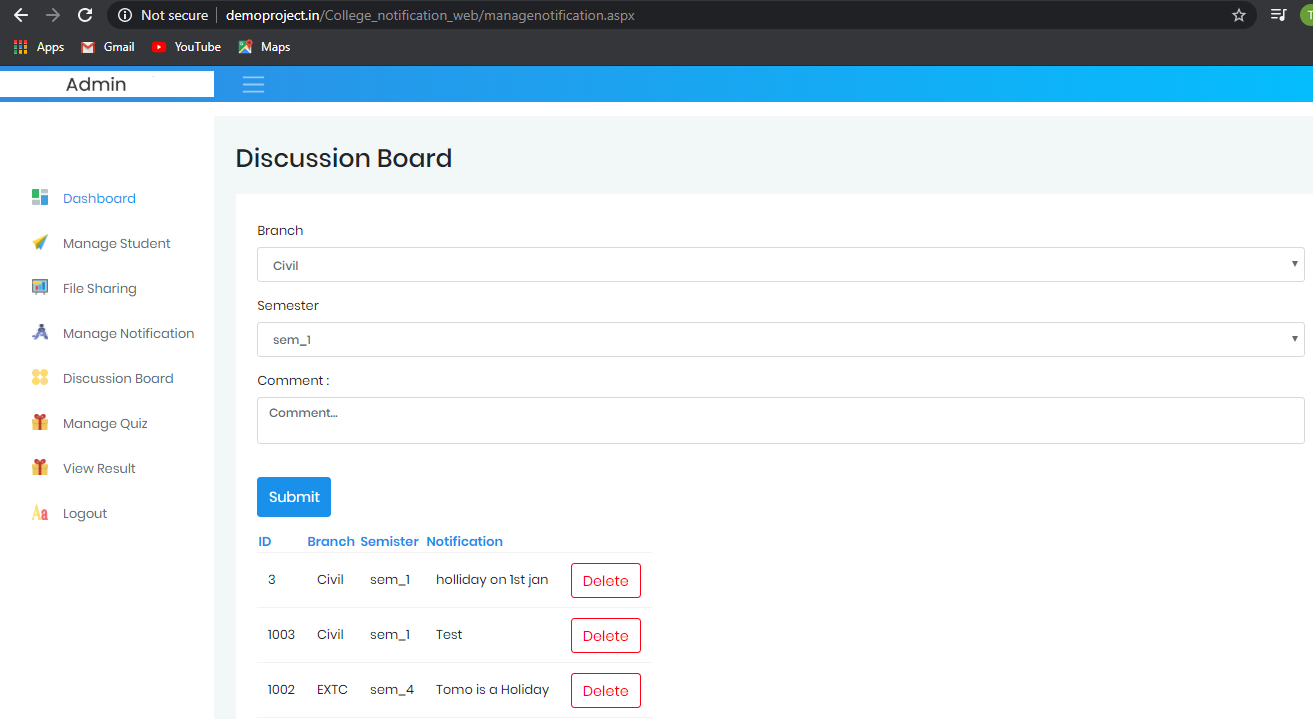 Not secure demoproject.in/College_notification_web/managenotification.aspx
Apps Gmail YouTube Maps
Admin
Discussion Board
Dashboard
Manage Student
File Sharing
Manage Notification
Discussion Board
Manage Quiz
View Result
Logout
Branch
Civil
Semester
sem_1
Comment :
Comment...
Submit
ID Branch Semister Notification
3 Civil sem_1 holliday on 1st jan Delete
1003 Civil sem_1 Test Delete
1002 EXTC sem_4 Tomo is a Holiday Delete